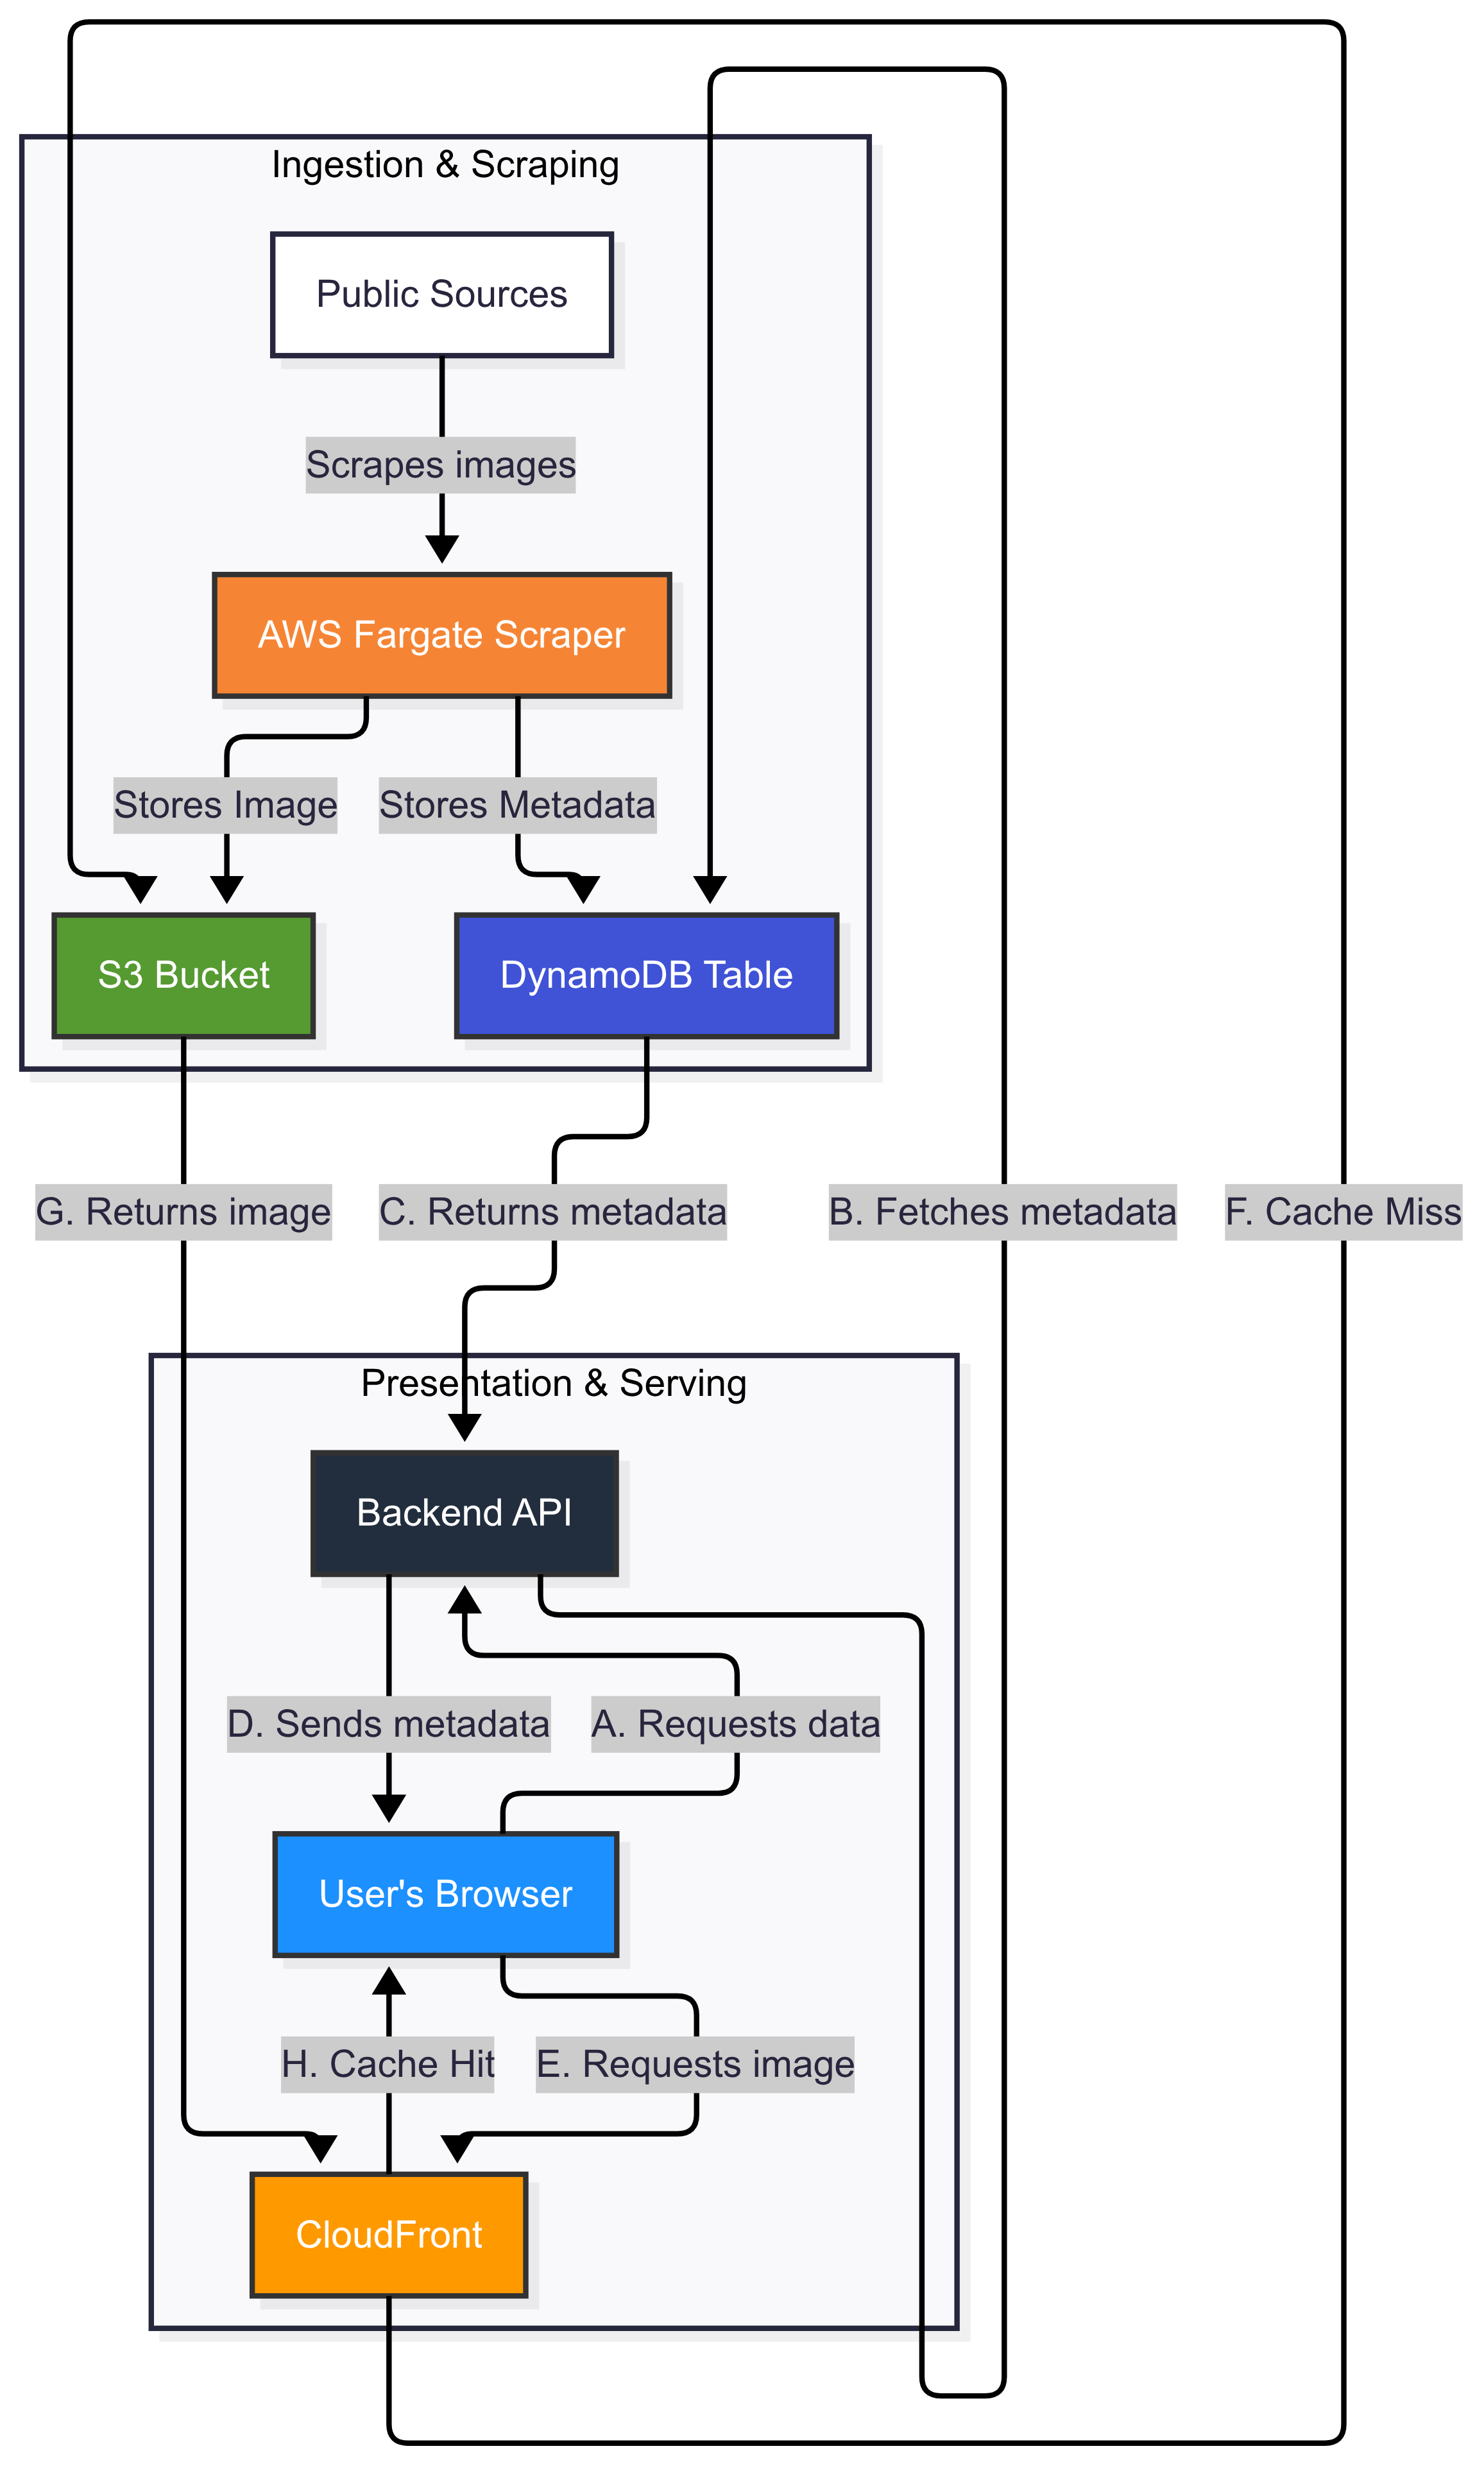 Ingestion & Scraping
Public Sources
Scrapes images
AWS Fargate Scraper
Stores Image
Stores Metadata
S3 Bucket
DynamoDB Table
G. Returns image
C. Returns metadata
B. Fetches metadata
F. Cache Miss
Presentation & Serving
Backend API
D. Sends metadata
A. Requests data
User's Browser
H. Cache Hit
E. Requests image
CloudFront